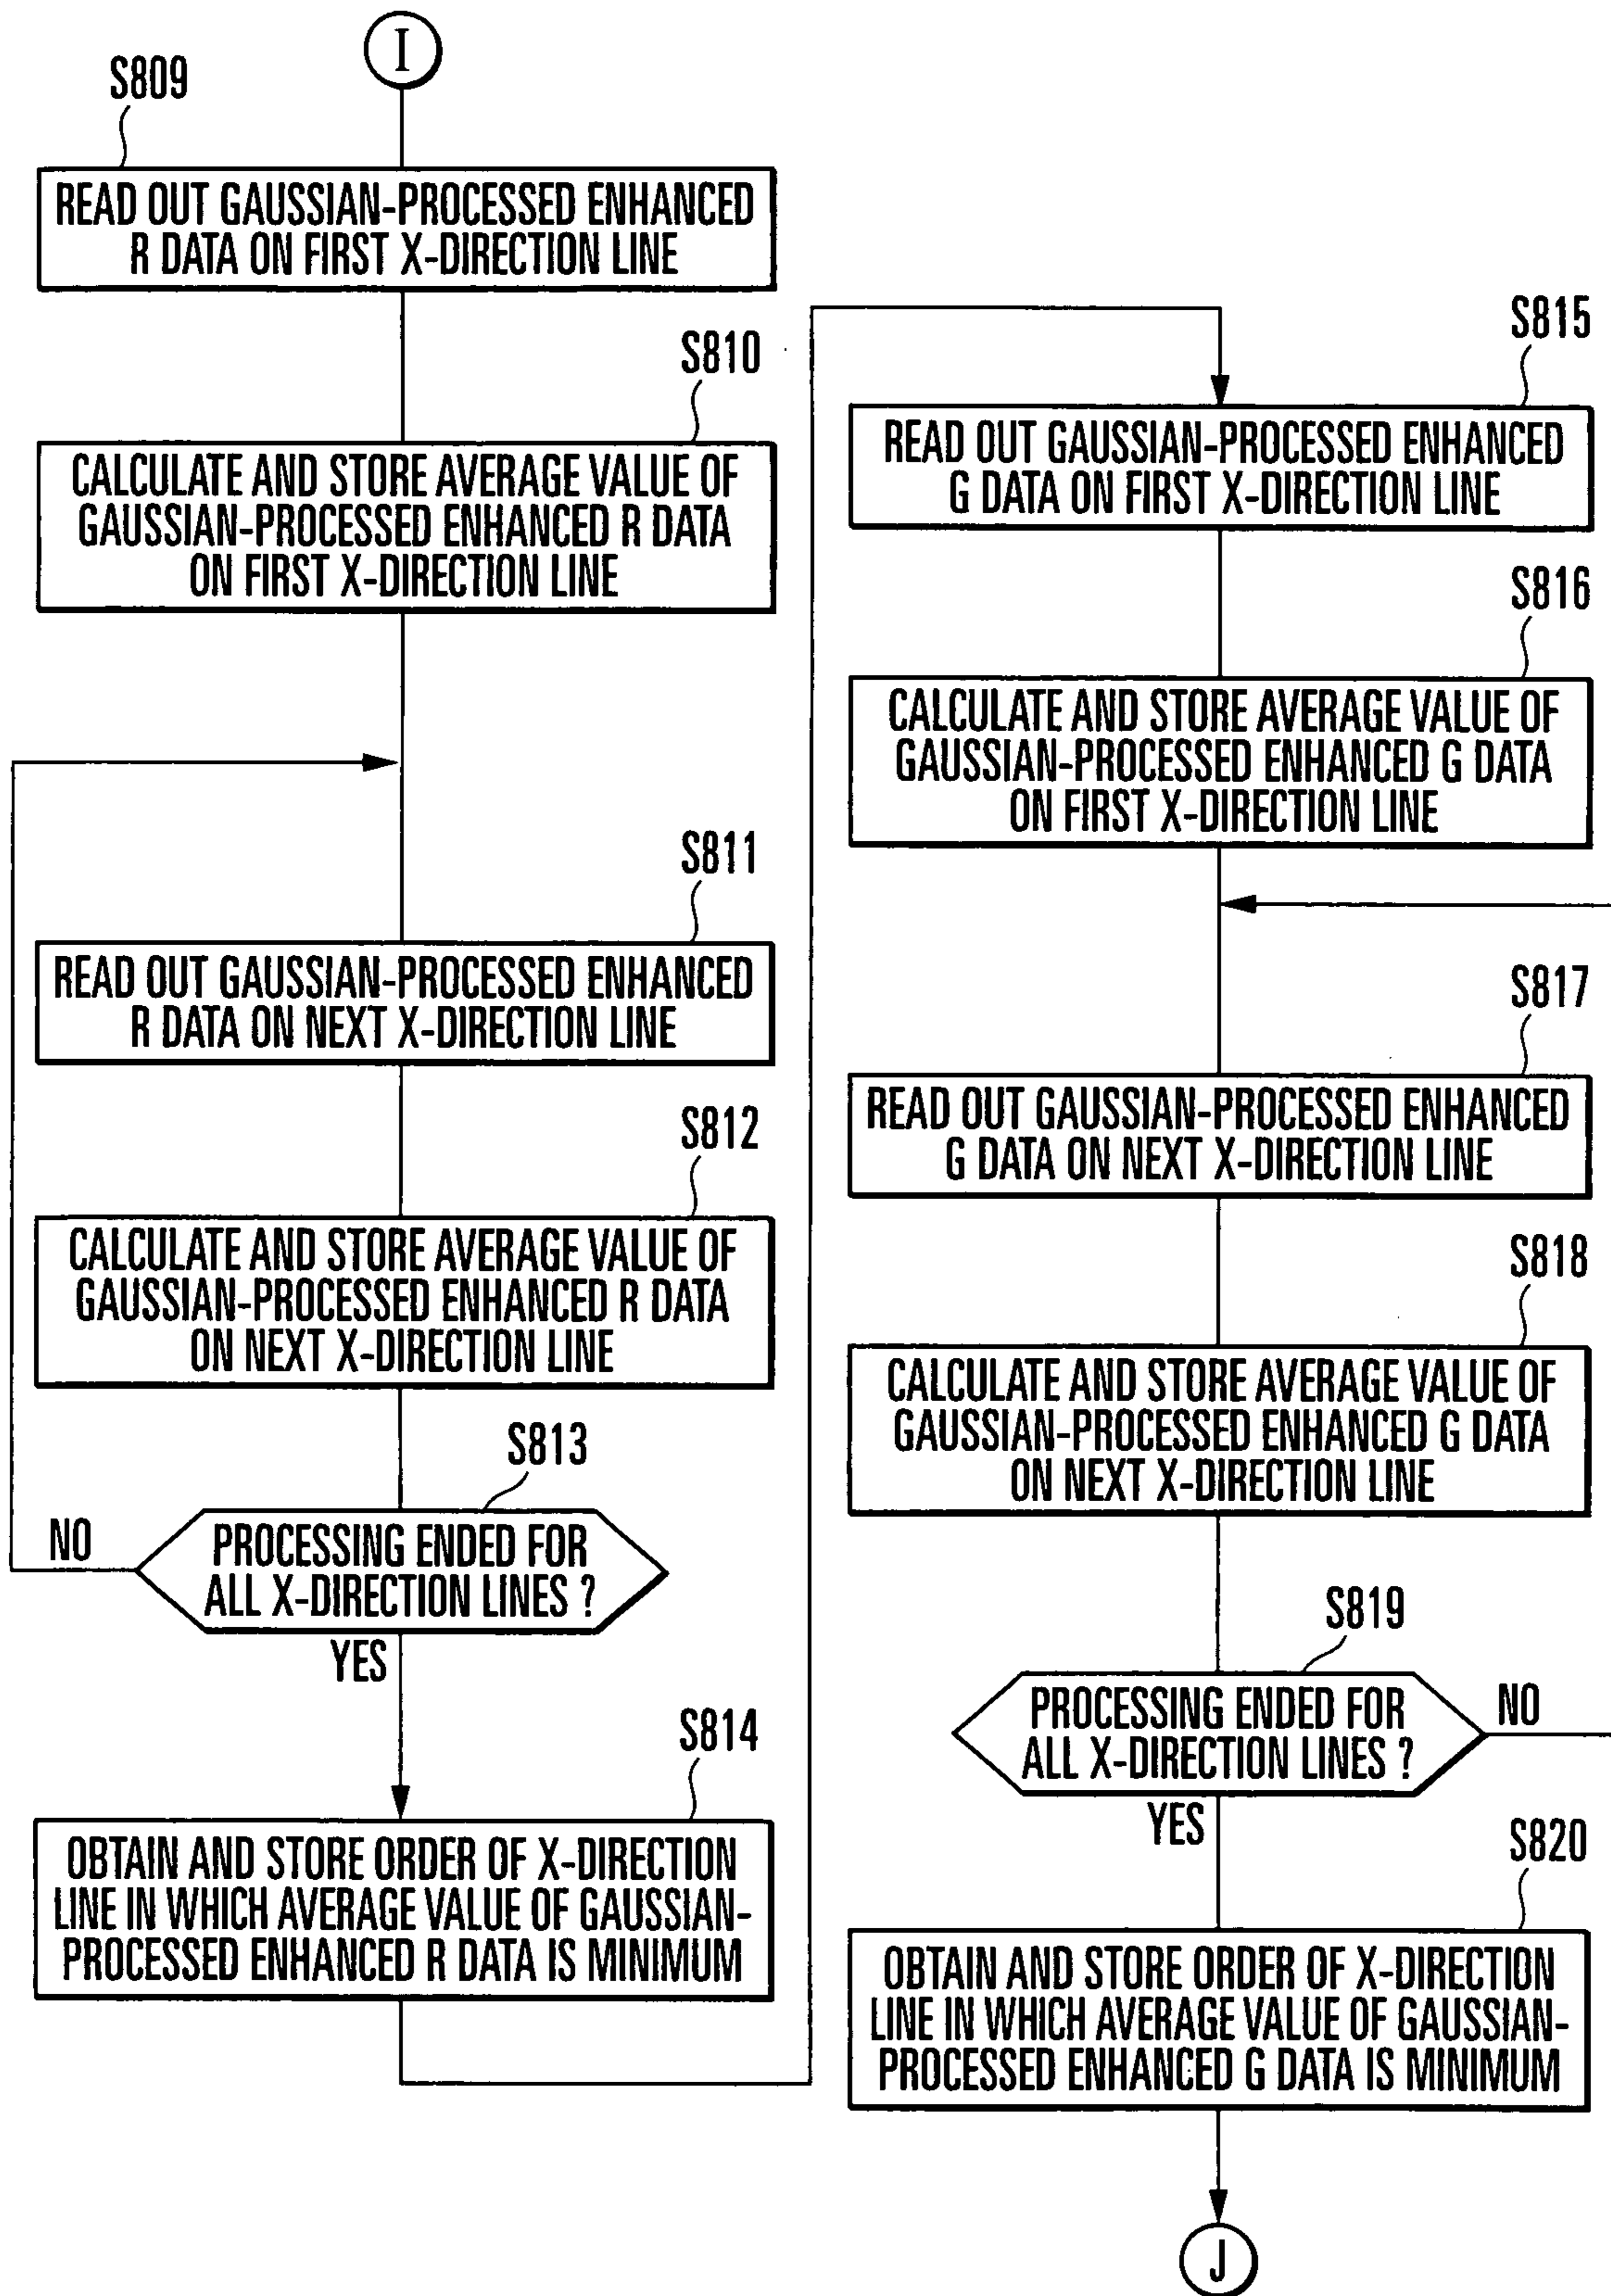 I
S809
READ OUT GAUSSIAN-PROCESSED ENHANCED
R DATA ON FIRST X-DIRECTION LINE
S810
CALCULATE AND STORE AVERAGE VALUE OF
GAUSSIAN-PROCESSED ENHANCED R DATA
ON FIRST X-DIRECTION LINE
S811
READ OUT GAUSSIAN-PROCESSED ENHANCED
R DATA ON NEXT X-DIRECTION LINE
S812
CALCULATE AND STORE AVERAGE VALUE OF
GAUSSIAN-PROCESSED ENHANCED R DATA
ON NEXT X-DIRECTION LINE
S813
NO
PROCESSING ENDED FOR
ALL X-DIRECTION LINES ?
YES
S814
OBTAIN AND STORE ORDER OF X-DIRECTION
LINE IN WHICH AVERAGE VALUE OF GAUSSIAN-
PROCESSED ENHANCED R DATA IS MINIMUM
S815
READ OUT GAUSSIAN-PROCESSED ENHANCED
G DATA ON FIRST X-DIRECTION LINE
S816
CALCULATE AND STORE AVERAGE VALUE OF
GAUSSIAN-PROCESSED ENHANCED G DATA
ON FIRST X-DIRECTION LINE
S817
READ OUT GAUSSIAN-PROCESSED ENHANCED
G DATA ON NEXT X-DIRECTION LINE
S818
CALCULATE AND STORE AVERAGE VALUE OF
GAUSSIAN-PROCESSED ENHANCED G DATA
ON NEXT X-DIRECTION LINE
S819
PROCESSING ENDED FOR
ALL X-DIRECTION LINES ?
NO
YES
S820
OBTAIN AND STORE ORDER OF X-DIRECTION
LINE IN WHICH AVERAGE VALUE OF GAUSSIAN-
PROCESSED ENHANCED G DATA IS MINIMUM
J